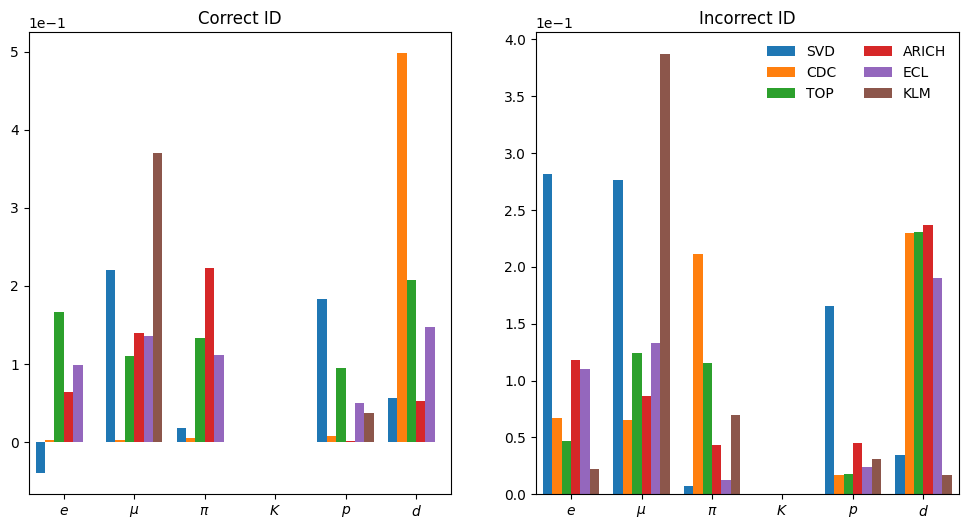 Correct ID
1e−1
5
4
3
2
1
0
e μ π K p d
Incorrect ID
1e−1
4.0
3.5
3.0
2.5
2.0
1.5
1.0
0.5
0.0
e μ π K p d
SVD ARICH
CDC ECL
TOP KLM